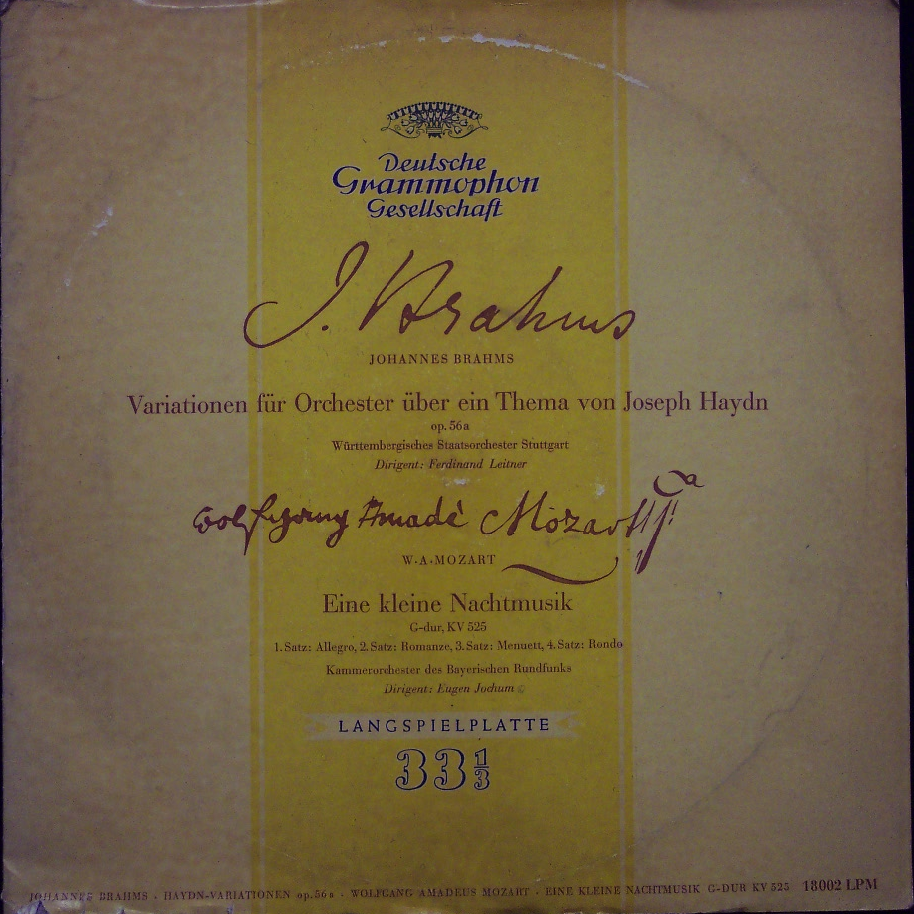 Deutsche
Grammophon
Gesellschaft
J. Brahms
JOHANNES BRAHMS
Variationen für Orchester über ein Thema von Joseph Haydn
op. 56a
Württembergisches Staatsorchester Stuttgart
Dirigent: Ferdinand Leitner
Wolfgang Amadè Mozart
W·A·MOZART
Eine kleine Nachtmusik
G-dur, KV 525
1. Satz: Allegro, 2. Satz: Romanze, 3. Satz: Menuett, 4. Satz: Rondo
Kammerorchester des Bayerischen Rundfunks
Dirigent: Eugen Jochum
LANGSPIELPLATTE
33⅓
JOHANNES BRAHMS - HAYDN-VARIATIONEN op. 56a - WOLFGANG AMADEUS MOZART - EINE KLEINE NACHTMUSIK G-DUR KV 525 18002 LPM